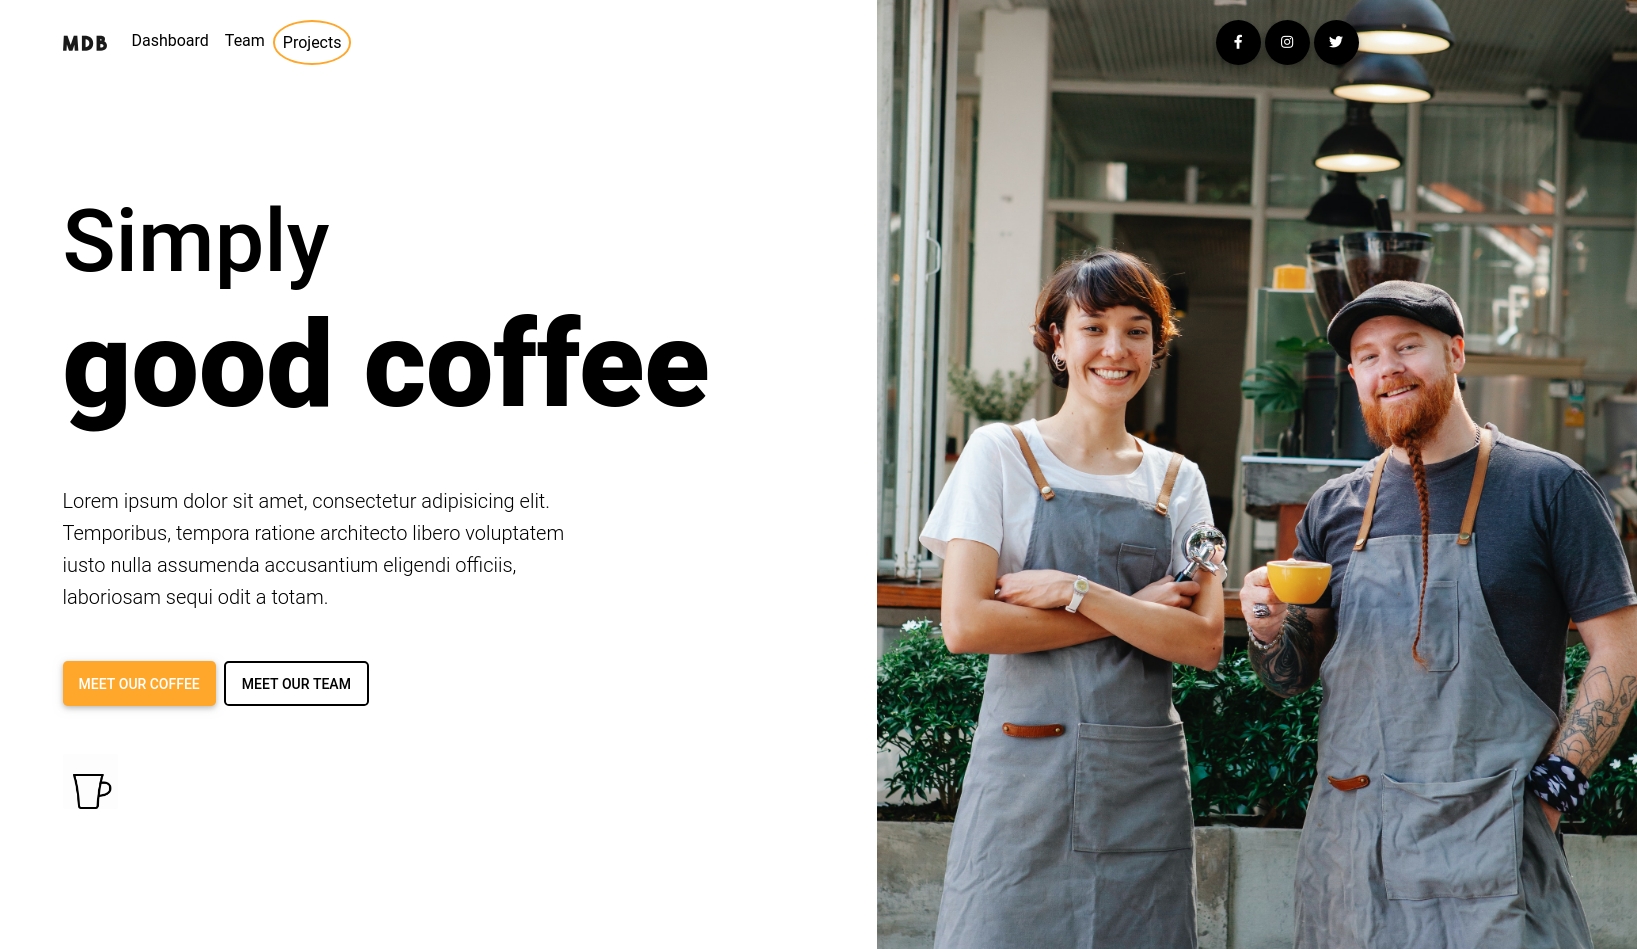 MDB Dashboard Team Projects
Simply
good coffee
Lorem ipsum dolor sit amet, consectetur adipisicing elit.
Temporibus, tempora ratione architecto libero voluptatem
iusto nulla assumenda accusantium eligendi officiis,
laboriosam sequi odit a totam.
MEET OUR COFFEE MEET OUR TEAM